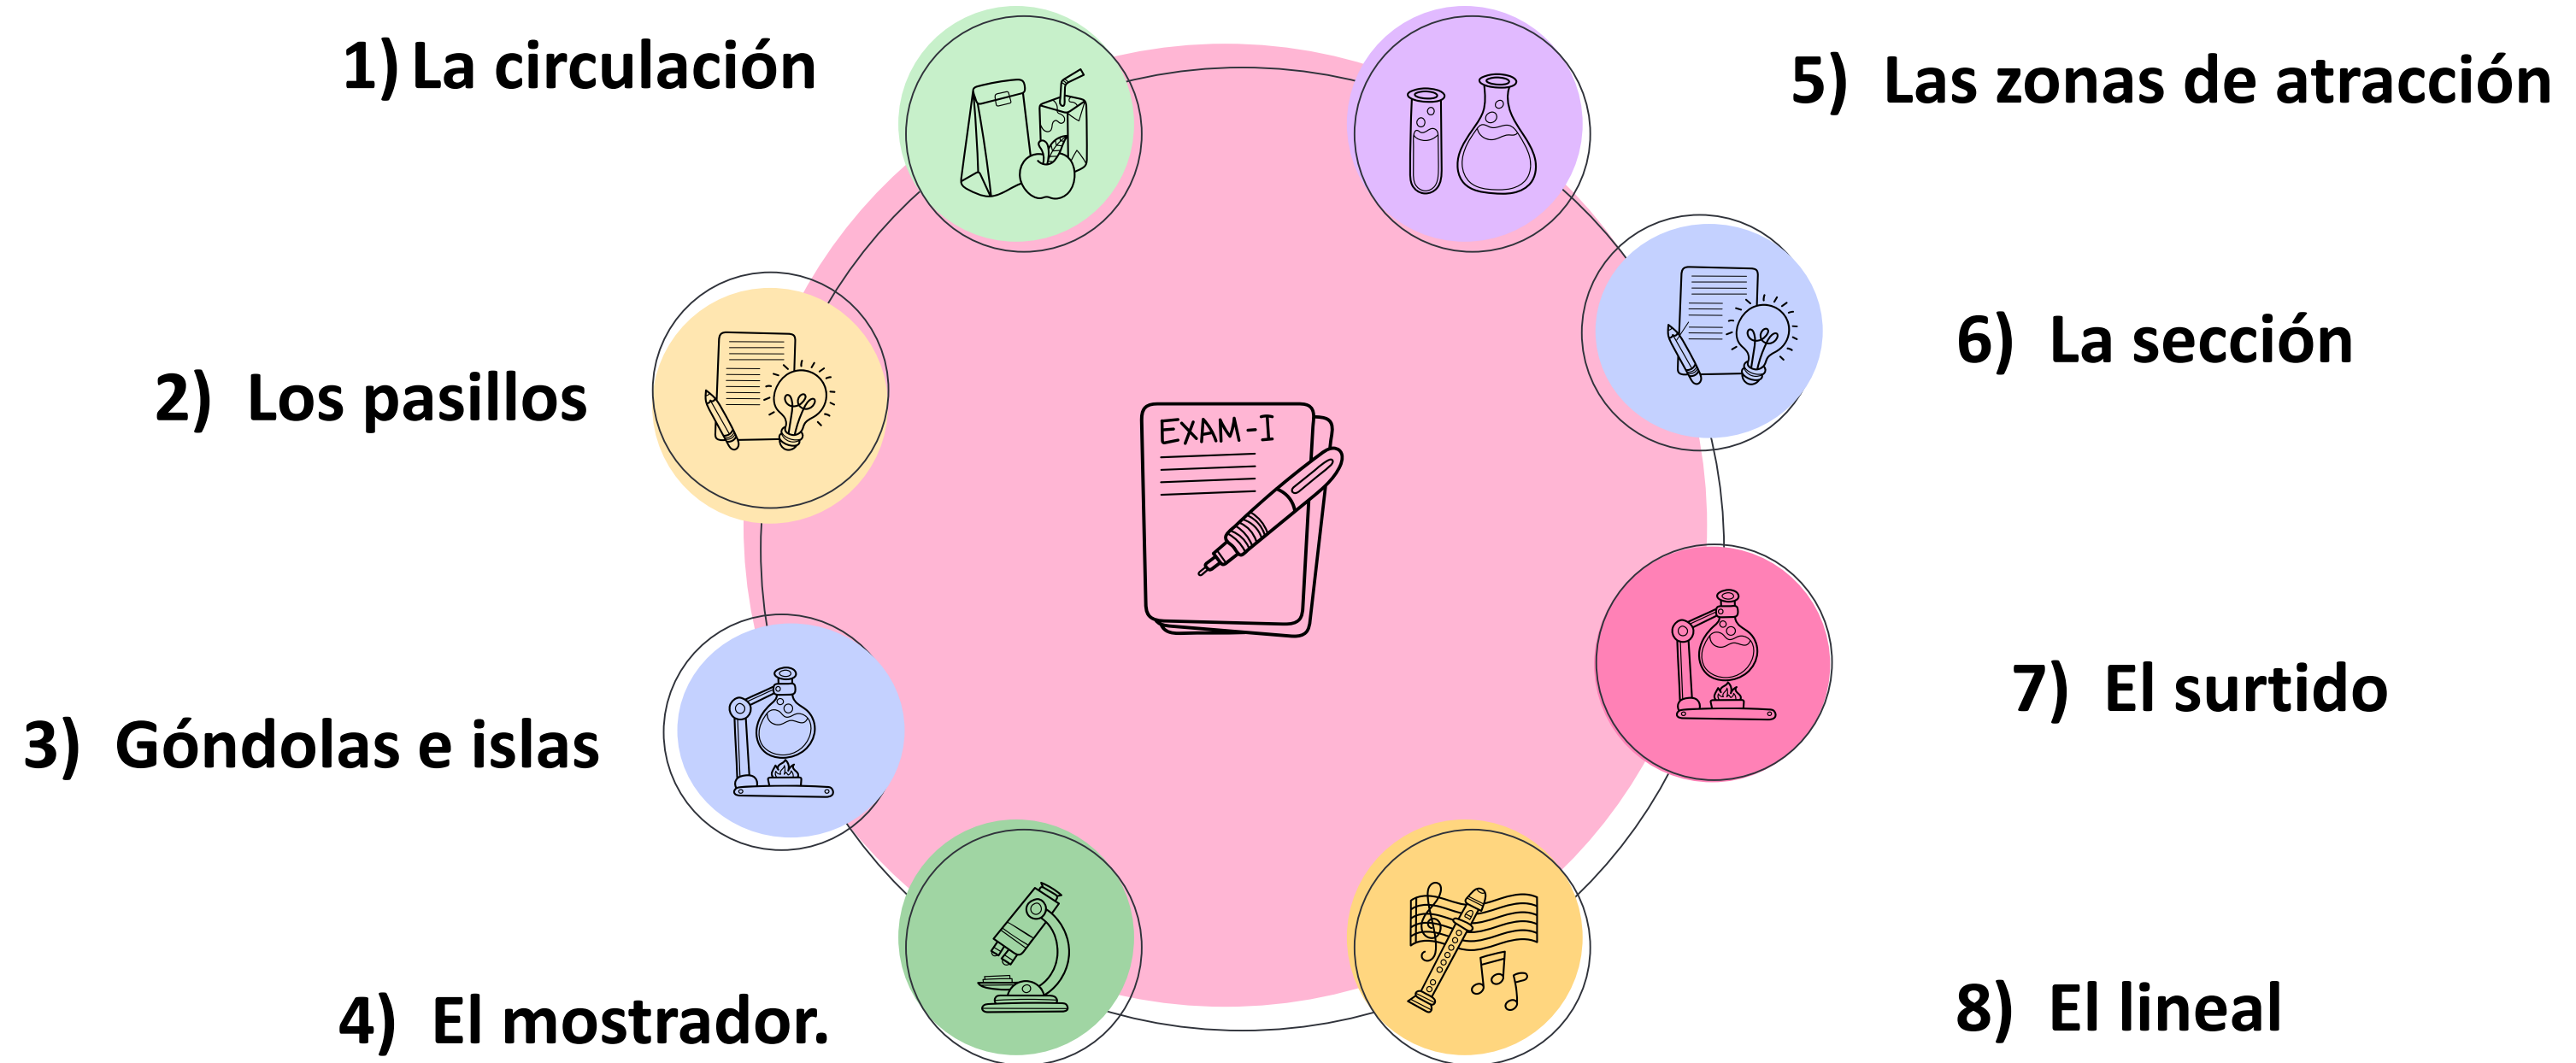 1) La circulación
2) Los pasillos
3) Góndolas e islas
4) El mostrador.
5) Las zonas de atracción
6) La sección
7) El surtido
8) El lineal
EXAM-I